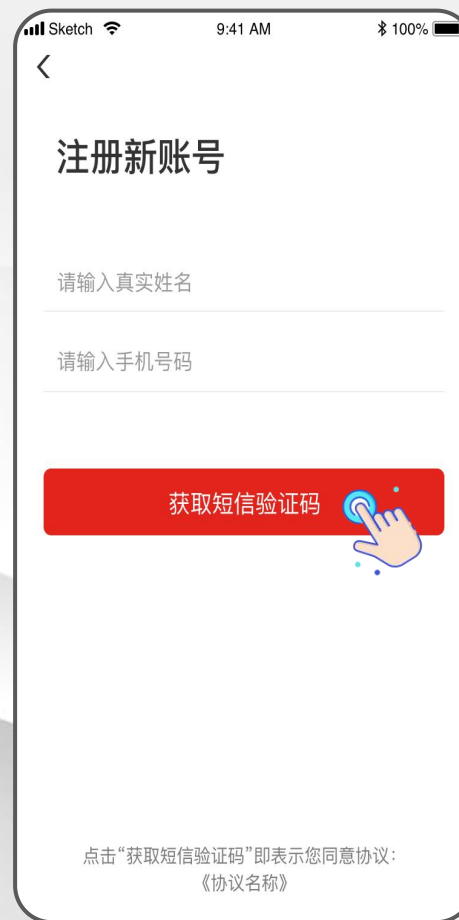 Sketch 9:41 AM 100%
注册新账号
请输入真实姓名
请输入手机号码
获取短信验证码
点击“获取短信验证码”即表示您同意协议：
《协议名称》